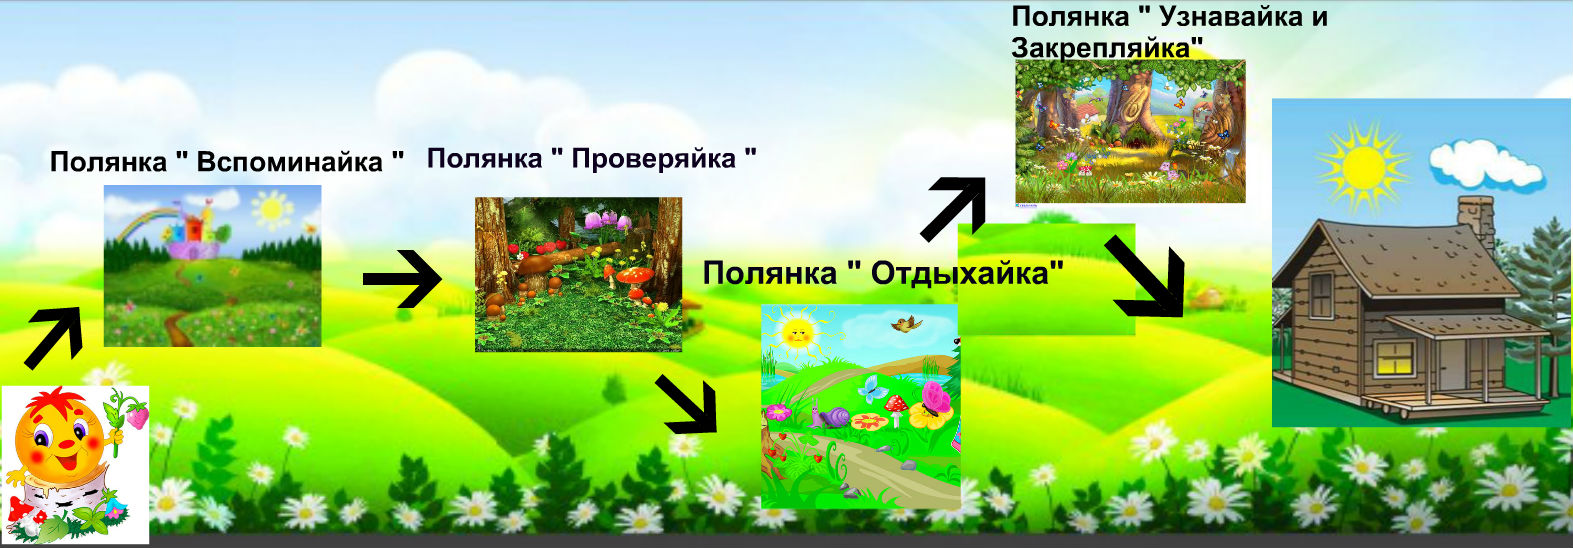 Полянка " Вспоминайка "
Полянка " Проверяйка "
Полянка " Отдыхайка"
Полянка " Узнавайка и
Закрепляйка"